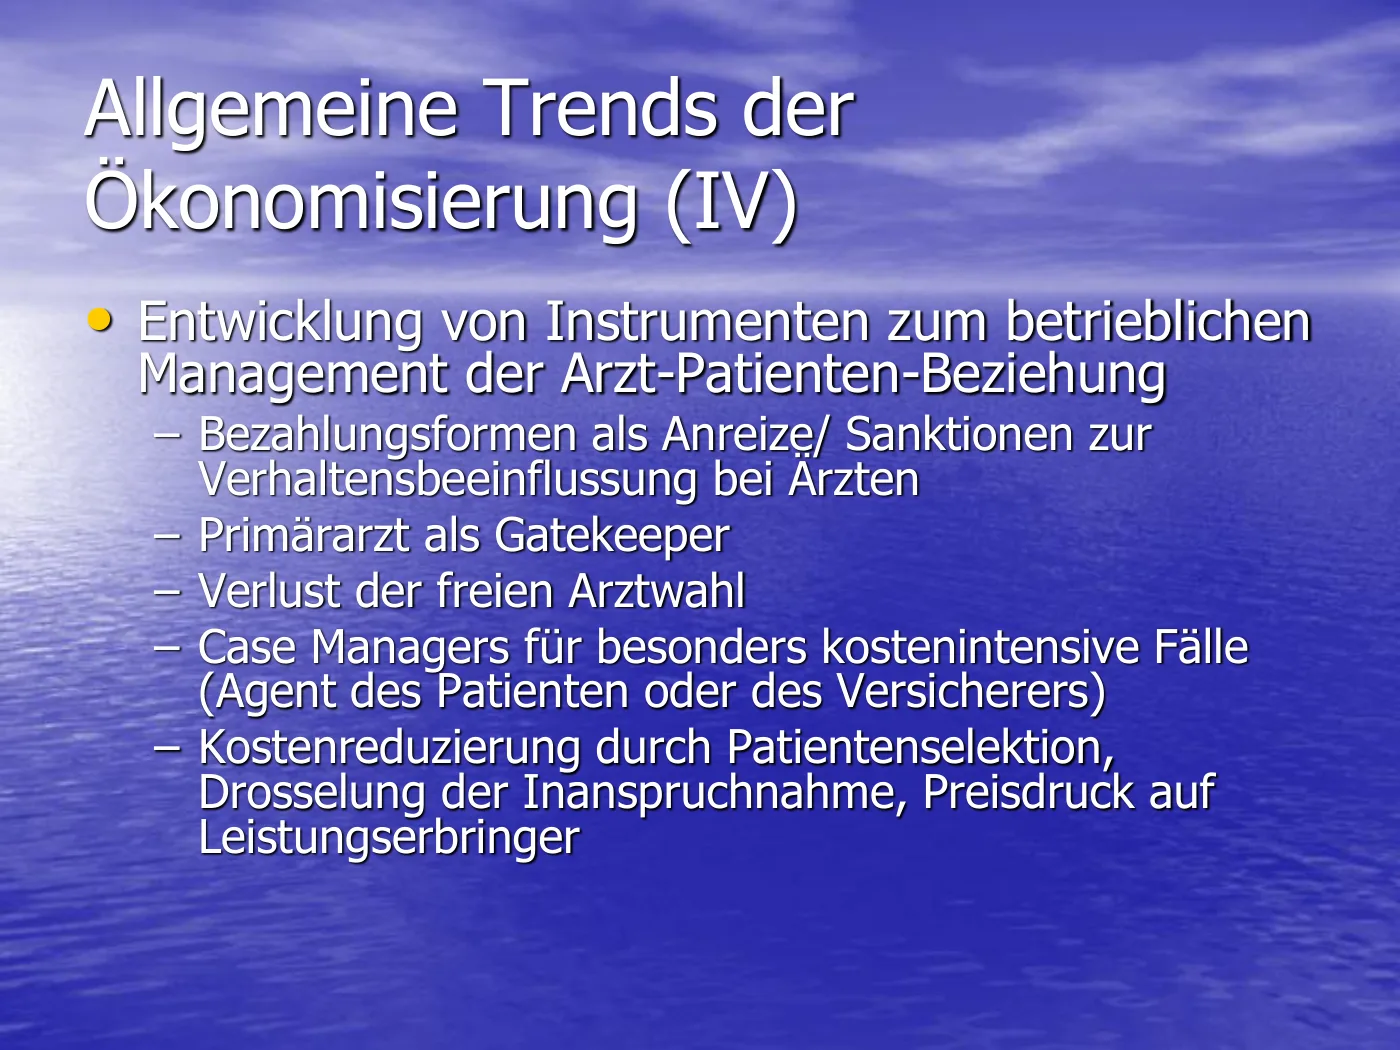 Allgemeine Trends der
Ökonomisierung (IV)
• Entwicklung von Instrumenten zum betrieblichen
Management der Arzt-Patienten-Beziehung
– Bezahlungsformen als Anreize/ Sanktionen zur
Verhaltensbeeinflussung bei Ärzten
– Primärarzt als Gatekeeper
– Verlust der freien Arztwahl
– Case Managers für besonders kostenintensive Fälle
(Agent des Patienten oder des Versicherers)
– Kostenreduzierung durch Patientenselektion,
Drosselung der Inanspruchnahme, Preisdruck auf
Leistungserbringer